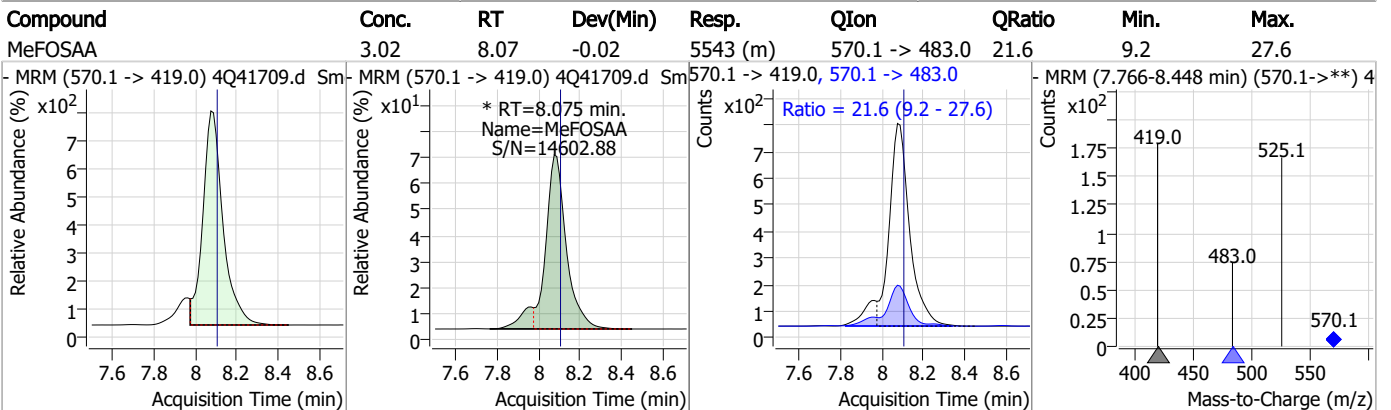 Compound Conc. RT Dev(Min) Resp. QIon QRatio Min. Max.
MeFOSAA 3.02 8.07 -0.02 5543 (m) 570.1 -> 483.0 21.6 9.2 27.6
- MRM (570.1 -> 419.0) 4Q41709.d Sm
Relative Abundance (%)
x10²
7
6
5
4
3
2
1
0
7.6 7.8 8 8.2 8.4 8.6
Acquisition Time (min)
- MRM (570.1 -> 419.0) 4Q41709.d Sm
Relative Abundance (%)
x10¹
* RT=8.075 min.
Name=MeFOSAA
S/N=14602.88
7
6
5
4
3
2
1
0
7.6 7.8 8 8.2 8.4 8.6
Acquisition Time (min)
570.1 -> 419.0, 570.1 -> 483.0
Counts
x10²
Ratio = 21.6 (9.2 - 27.6)
7
6
5
4
3
2
1
0
7.6 7.8 8 8.2 8.4 8.6
Acquisition Time (min)
- MRM (7.766-8.448 min) (570.1->**) 4
Counts
x10²
419.0
525.1
483.0
570.1
1.75
1.5
1.25
1
0.75
0.5
0.25
0
400 450 500 550
Mass-to-Charge (m/z)